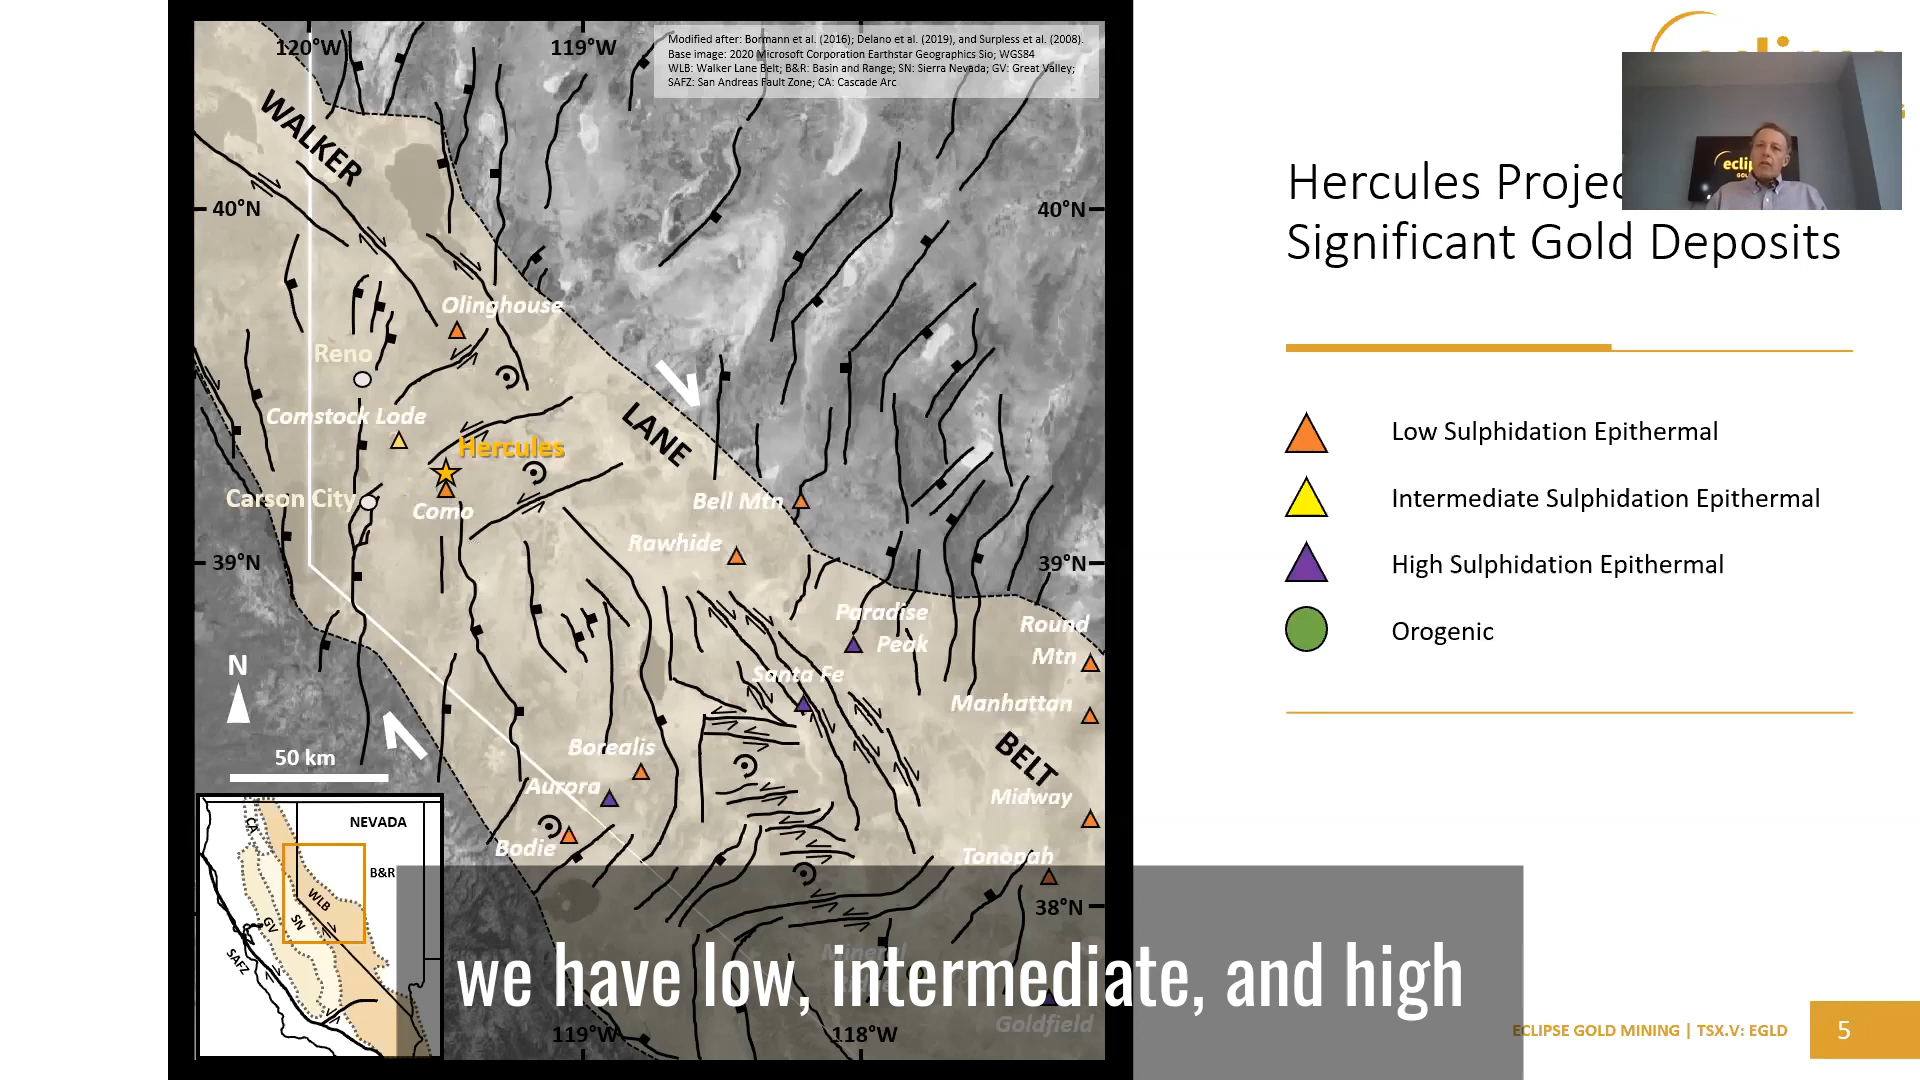 120°W
119°W
Modified after: Bormann et al. (2016); Delano et al. (2019), and Surpless et al. (2008).
Base image: 2020 Microsoft Corporation Earthstar Geographics Sio; WGS84
WLB: Walker Lane Belt; B&R: Basin and Range; SN: Sierra Nevada; GV: Great Valley;
SAFZ: San Andreas Fault Zone; CA: Cascade Arc
WALKER
LANE
BELT
40°N
40°N
Olinghouse
Reno
Comstock Lode
Hercules
Carson City
Como
Bell Mtn
Rawhide
39°N
39°N
Paradise
Peak
Round
Mtn
Santa Fe
Manhattan
N
50 km
Borealis
Aurora
Bodie
Midway
Tonopah
38°N
Mineral
Goldfield
119°W
118°W
NEVADA
B&R
CA
WLB
GV
SN
SAFZ
Hercules Projec
Significant Gold Deposits
Low Sulphidation Epithermal
Intermediate Sulphidation Epithermal
High Sulphidation Epithermal
Orogenic
we have low, intermediate, and high
ECLIPSE GOLD MINING | TSX.V: EGLD
5